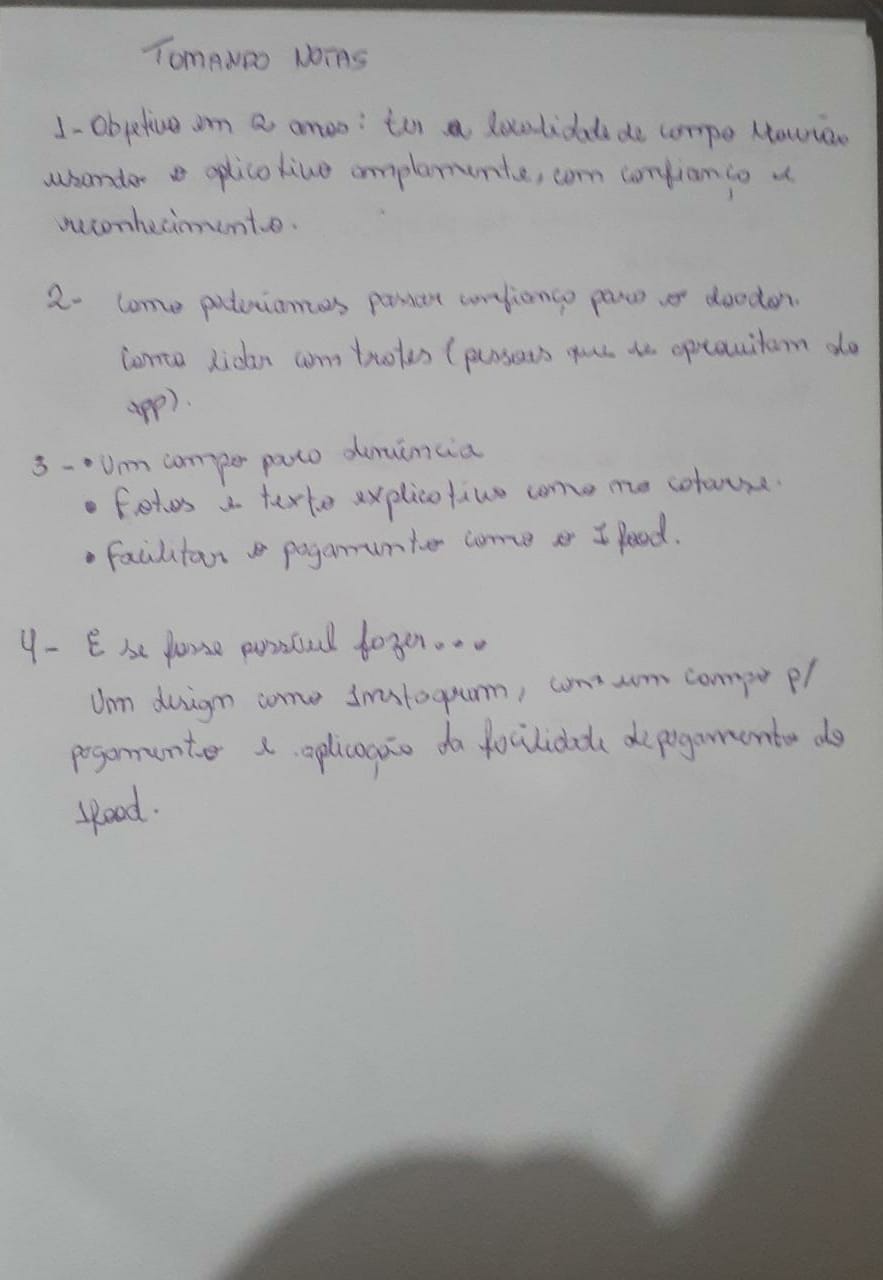 TOMANDO NOTAS
1- Objetivo em 2 anos: ter a localidade de campo Mourão
usando o aplicativo amplamente, com confiança e
reconhecimento.
2- Como poderiamos passar confiança para o doador.
Como lidar com trotes (pessoas que se aproveitam do
app).
3 - • Um campo para denúncia
• Fotos e texto explicativo como no catarse.
• Facilitar o pagamento como o Ifood.
4- E se fosse possível fazer...
Um design como Instagram, com um campo p/
pagamento e aplicação da facilidade de pagamento do
Ifood.